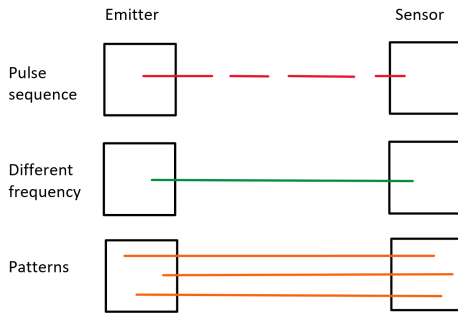 Emitter
Sensor
Pulse
sequence
Different
frequency
Patterns